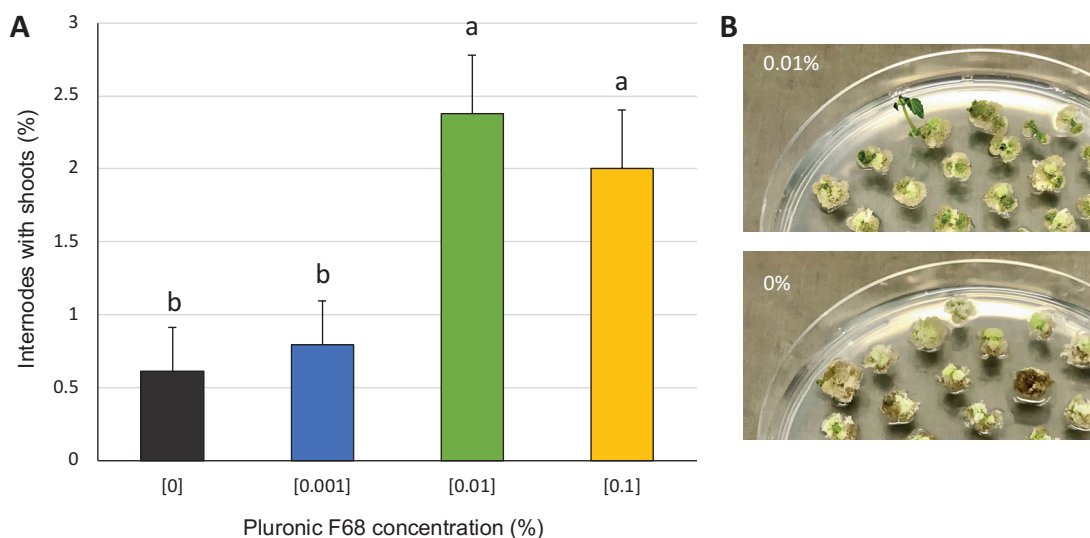 A
B
Internodes with shoots (%)
3
2.5
2
1.5
1
0.5
0
b
b
a
a
[0]
[0.001]
[0.01]
[0.1]
Pluronic F68 concentration (%)
0.01%
0%